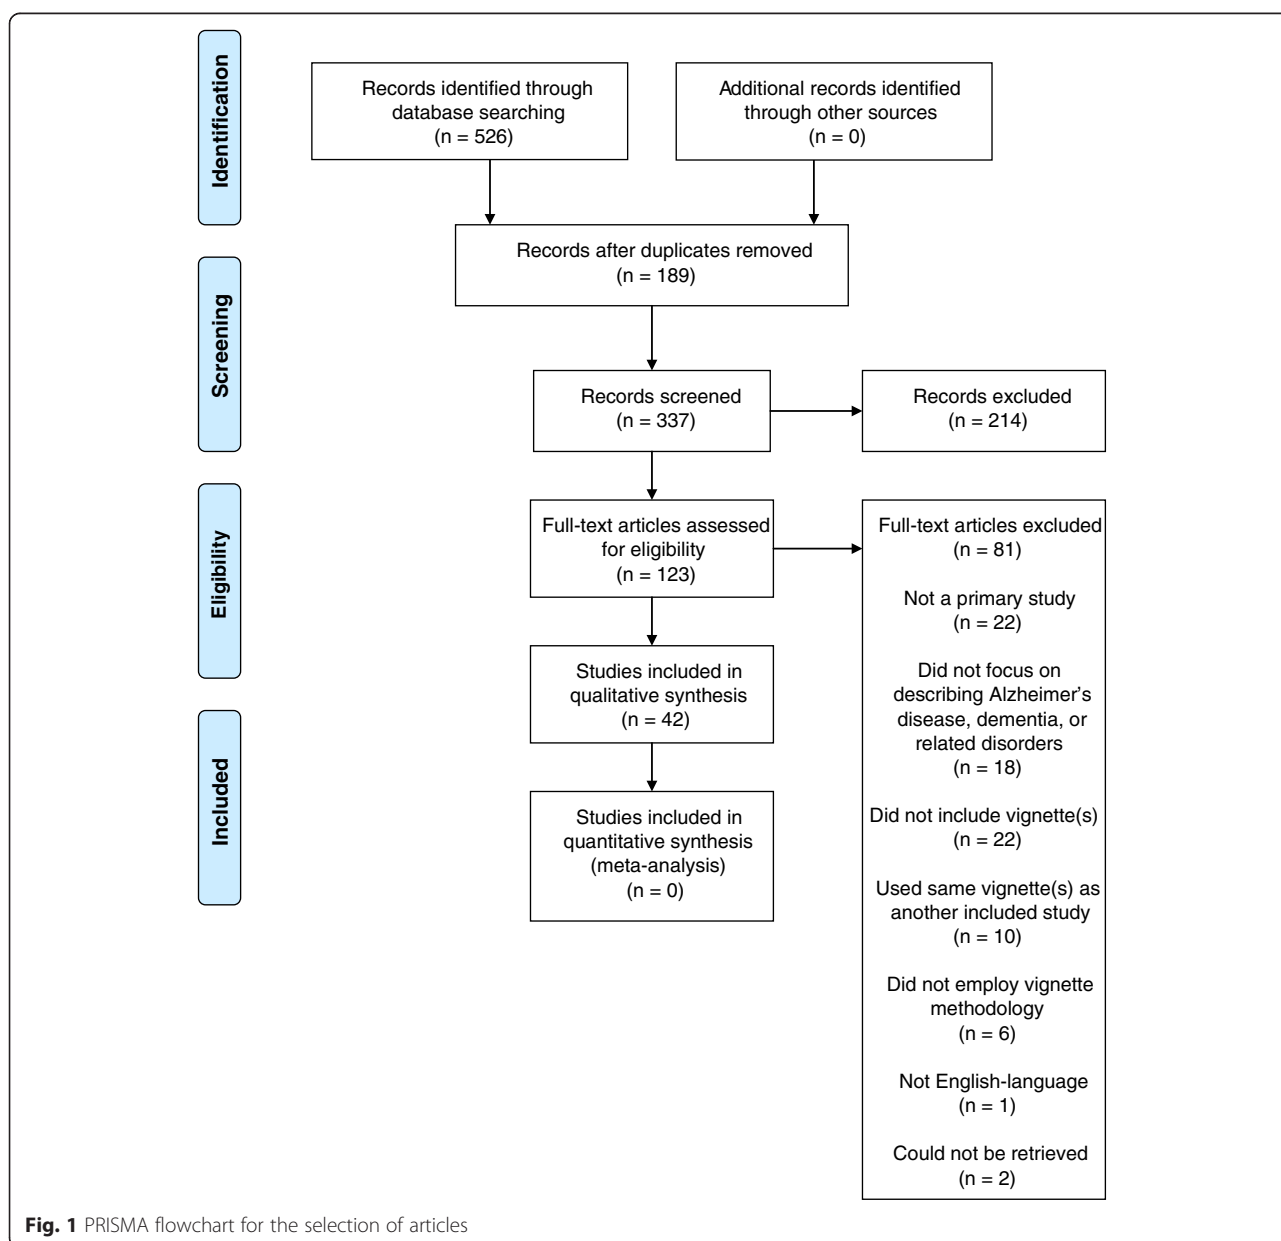 Identification
Records identified through
database searching
(n = 526)
Additional records identified
through other sources
(n = 0)
Records after duplicates removed
(n = 189)
Screening
Records screened
(n = 337)
Records excluded
(n = 214)
Eligibility
Full-text articles assessed
for eligibility
(n = 123)
Full-text articles excluded
(n = 81)
Not a primary study
(n = 22)
Did not focus on
describing Alzheimer's
disease, dementia, or
related disorders
(n = 18)
Did not include vignette(s)
(n = 22)
Used same vignette(s) as
another included study
(n = 10)
Did not employ vignette
methodology
(n = 6)
Not English-language
(n = 1)
Could not be retrieved
(n = 2)
Studies included in
qualitative synthesis
(n = 42)
Included
Studies included in
quantitative synthesis
(meta-analysis)
(n = 0)
Fig. 1 PRISMA flowchart for the selection of articles